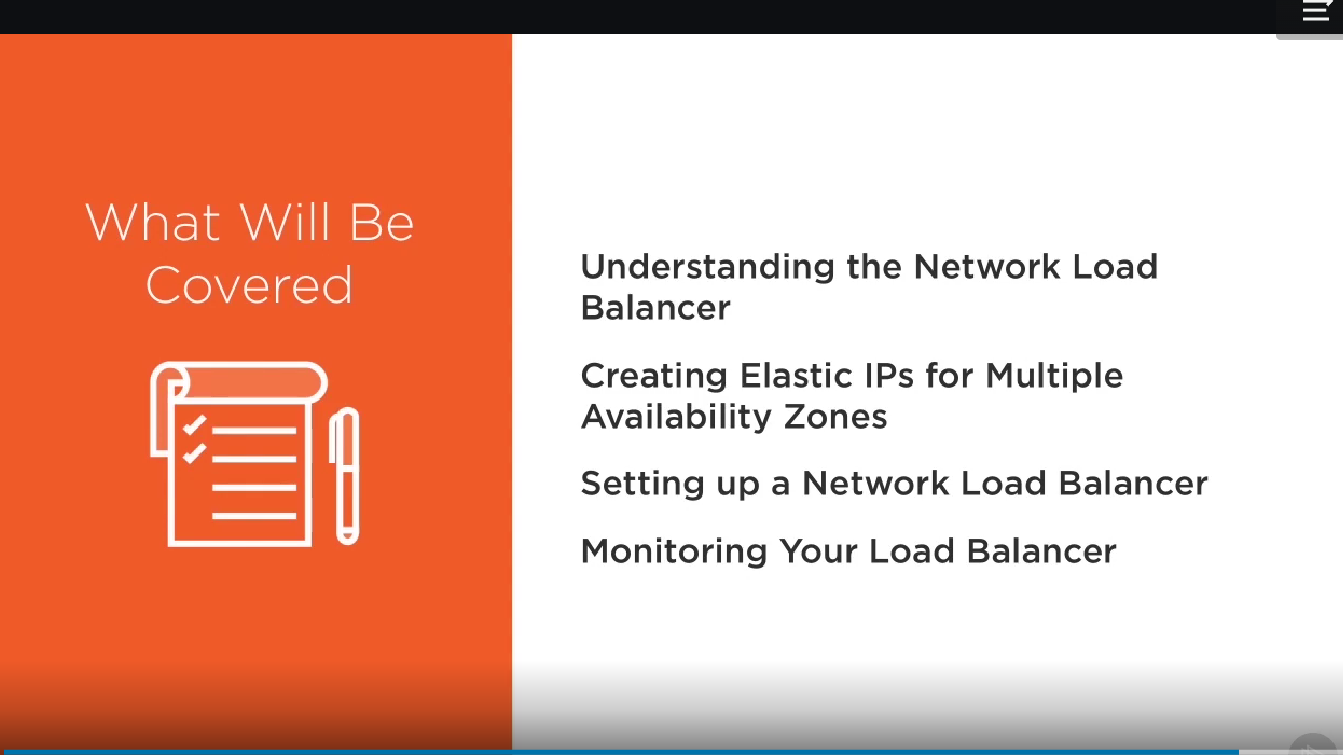 What Will Be
Covered
Understanding the Network Load
Balancer
Creating Elastic IPs for Multiple
Availability Zones
Setting up a Network Load Balancer
Monitoring Your Load Balancer